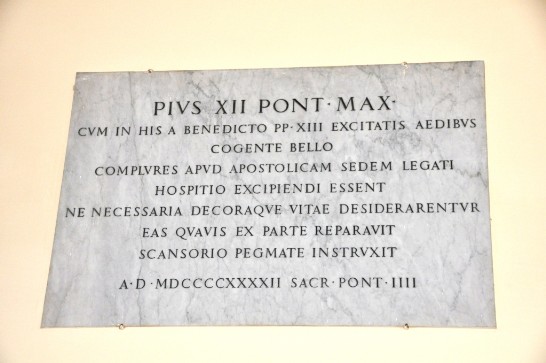 PIVS XII PONT·MAX·
CVM IN HIS A BENEDICTO PP·XIII EXCITATIS AEDIBVS
COGENTE BELLO
COMPLVRES APVD APOSTOLICAM SEDEM LEGATI
HOSPITIO EXCIPIENDI ESSENT
NE NECESSARIA DECORAQVE VITAE DESIDERARENTVR
EAS QVAVIS EX PARTE REPARAVIT
SCANSORIO PEGMATE INSTRVXIT
A·D·MDCCCCXXXXII SACR·PONT·IIII